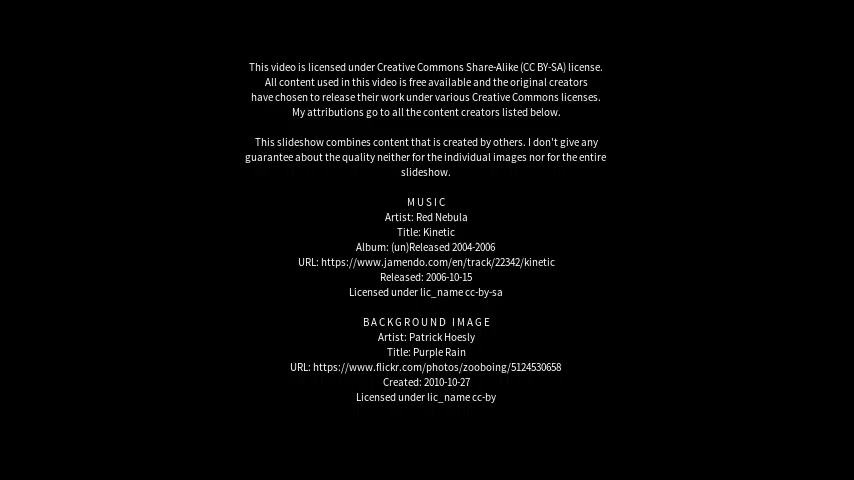 This video is licensed under Creative Commons Share-Alike (CC BY-SA) license.
All content used in this video is free available and the original creators
have chosen to release their work under various Creative Commons licenses.
My attributions go to all the content creators listed below.
This slideshow combines content that is created by others. I don't give any
guarantee about the quality neither for the individual images nor for the entire
slideshow.
MUSIC
Artist: Red Nebula
Title: Kinetic
Album: (un)Released 2004-2006
URL: https://www.jamendo.com/en/track/22342/kinetic
Released: 2006-10-15
Licensed under lic_name cc-by-sa
BACKGROUND IMAGE
Artist: Patrick Hoesly
Title: Purple Rain
URL: https://www.flickr.com/photos/zooboing/5124530658
Created: 2010-10-27
Licensed under lic_name cc-by